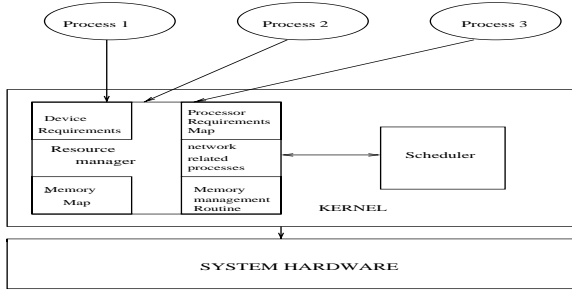 Process 1
Process 2
Process 3
Device
Requirements
Processor
Requirements
Map
Resource
manager
network
related
processes
Scheduler
Memory
Map
Memory
management
Routine
KERNEL
SYSTEM HARDWARE